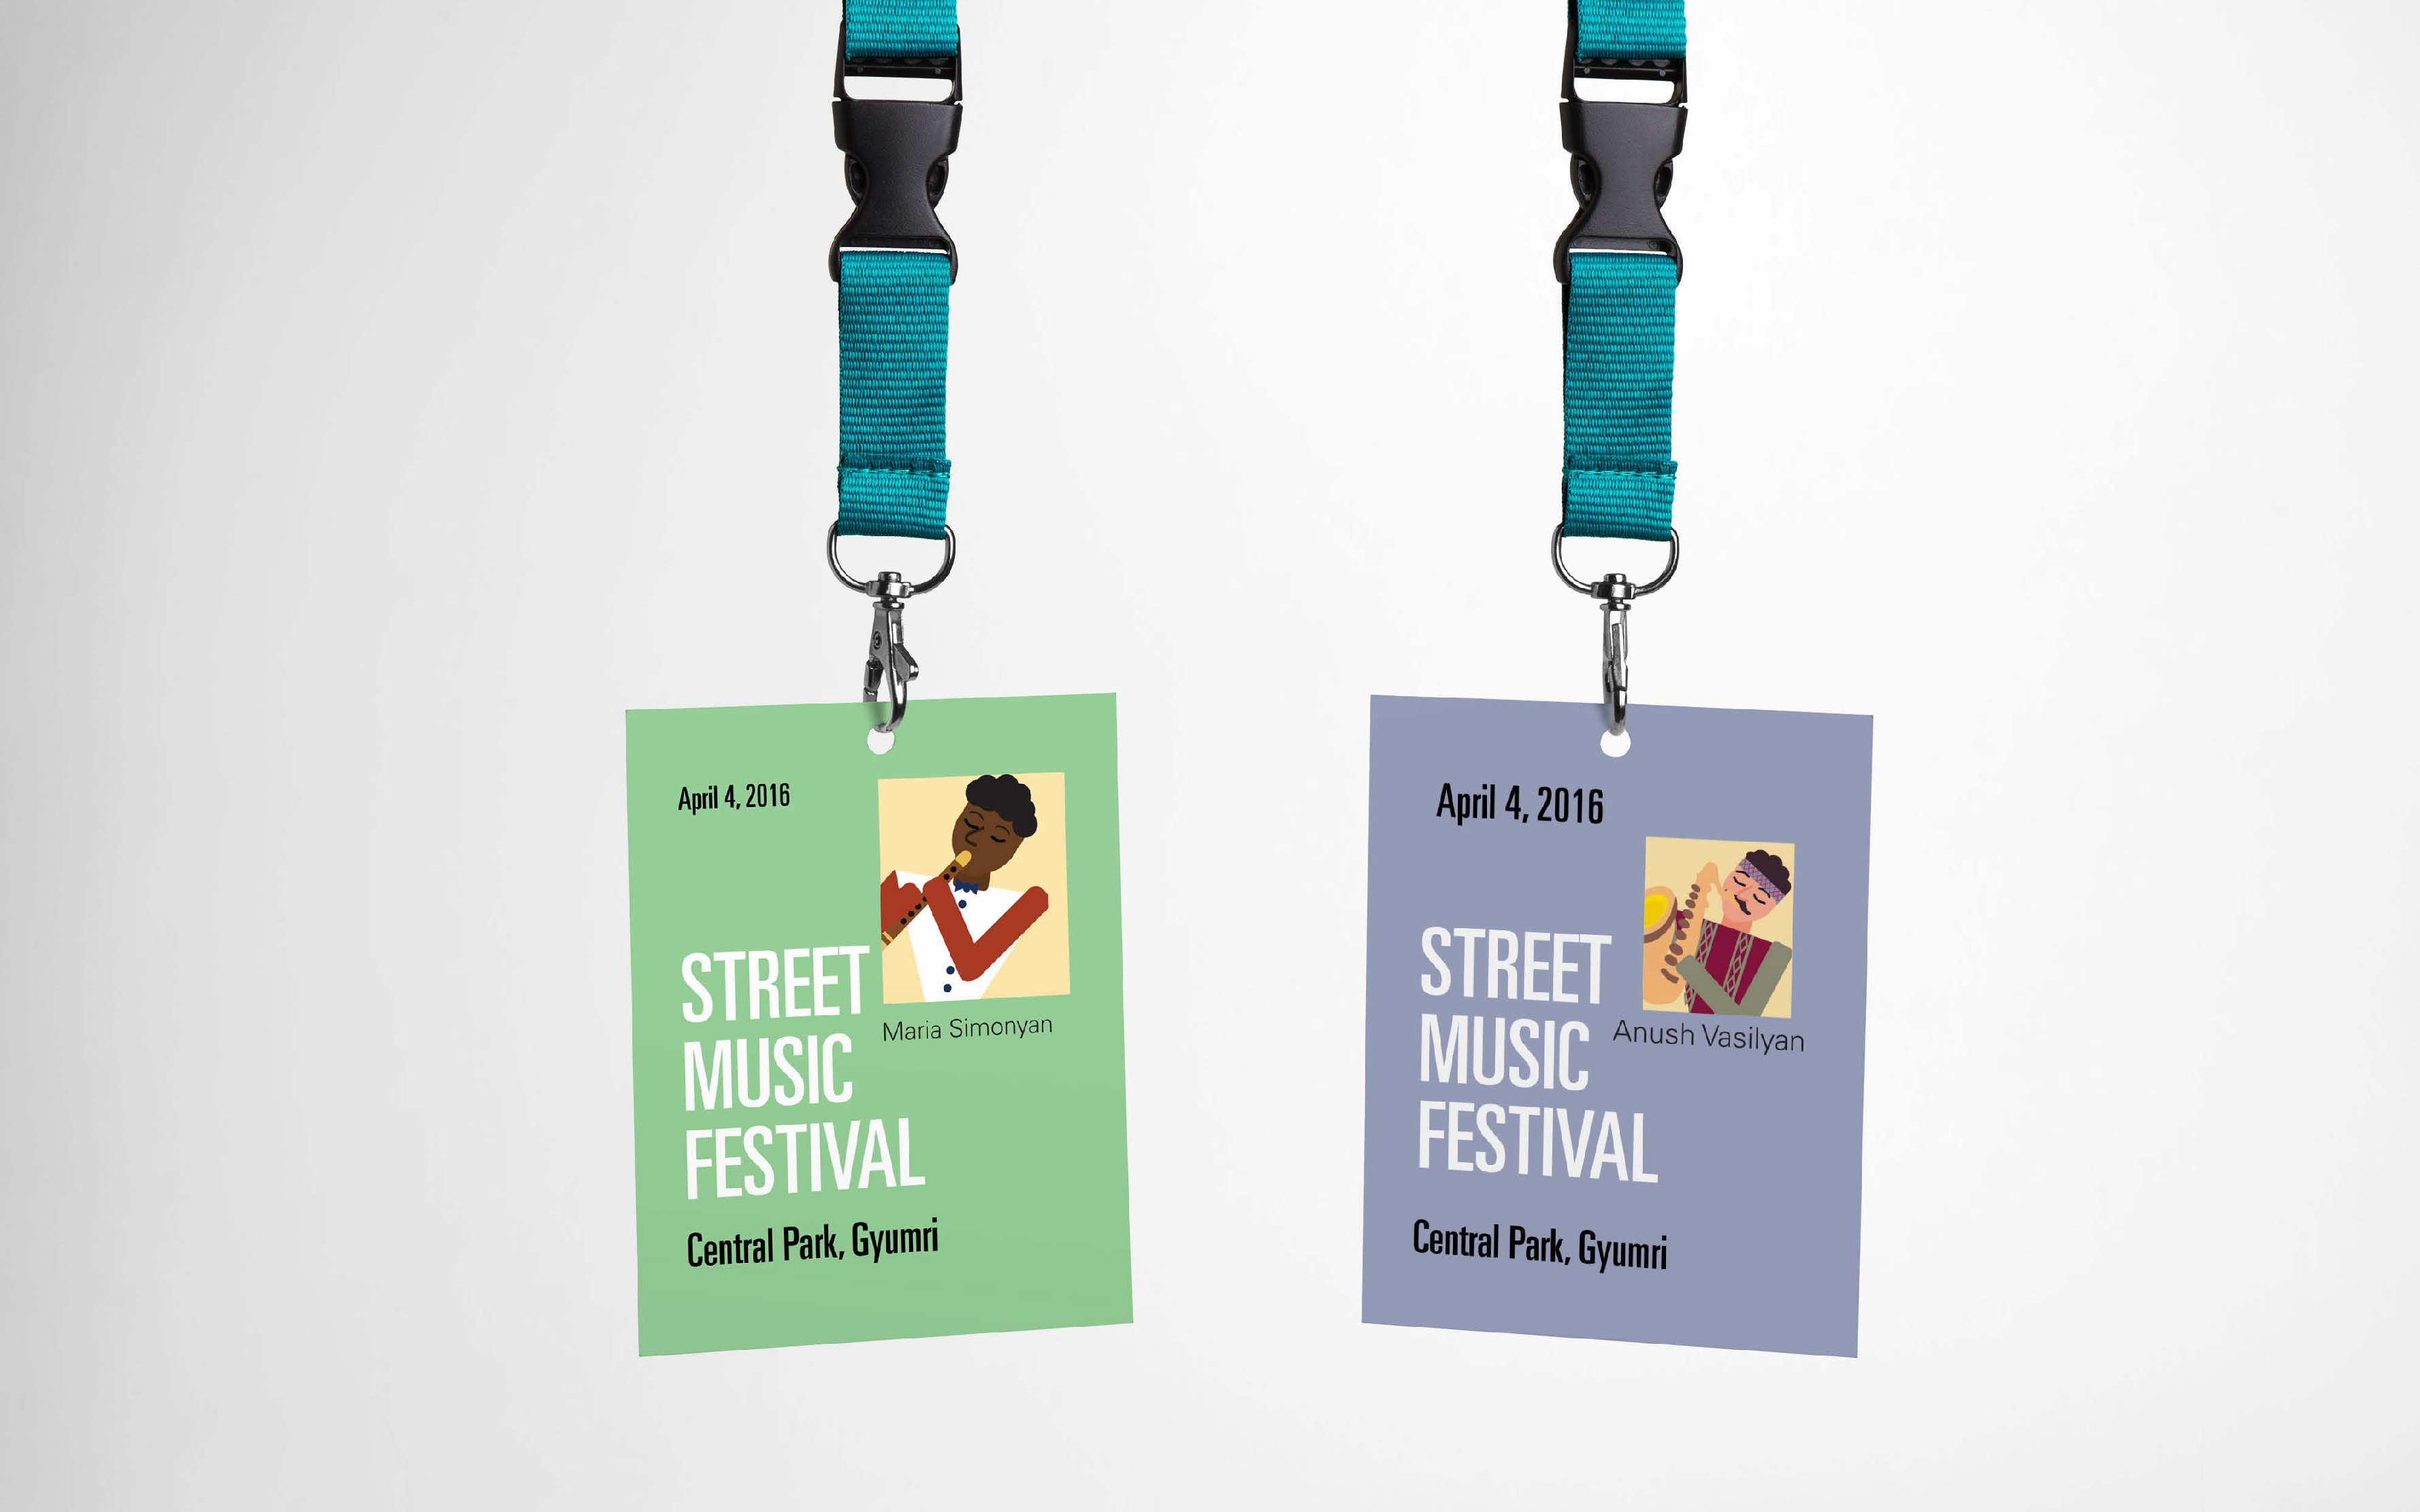 April 4, 2016
STREET
MUSIC
FESTIVAL
Maria Simonyan
Central Park, Gyumri
April 4, 2016
STREET
MUSIC
FESTIVAL
Anush Vasilyan
Central Park, Gyumri